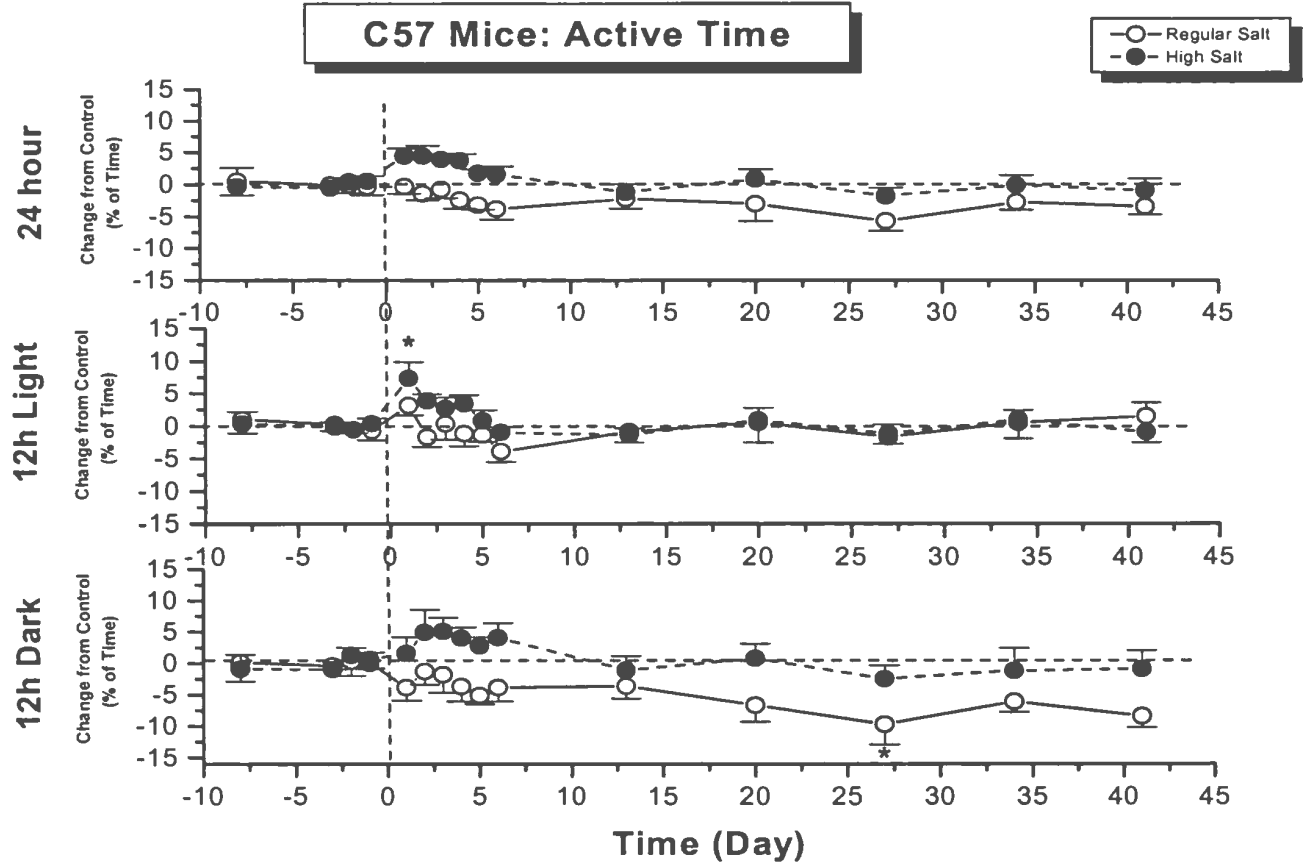 C57 Mice: Active Time
Regular Salt
High Salt
24 hour
Change from Control
(% of Time)
15
10
5
0
-5
-10
-15
-10 -5 0 5 10 15 20 25 30 35 40 45
12h Light
Change from Control
(% of Time)
15
10
5
0
-5
-10
-15
*
-10 -5 0 5 10 15 20 25 30 35 40 45
12h Dark
Change from Control
(% of Time)
15
10
5
0
-5
-10
-15
*
-10 -5 0 5 10 15 20 25 30 35 40 45
Time (Day)